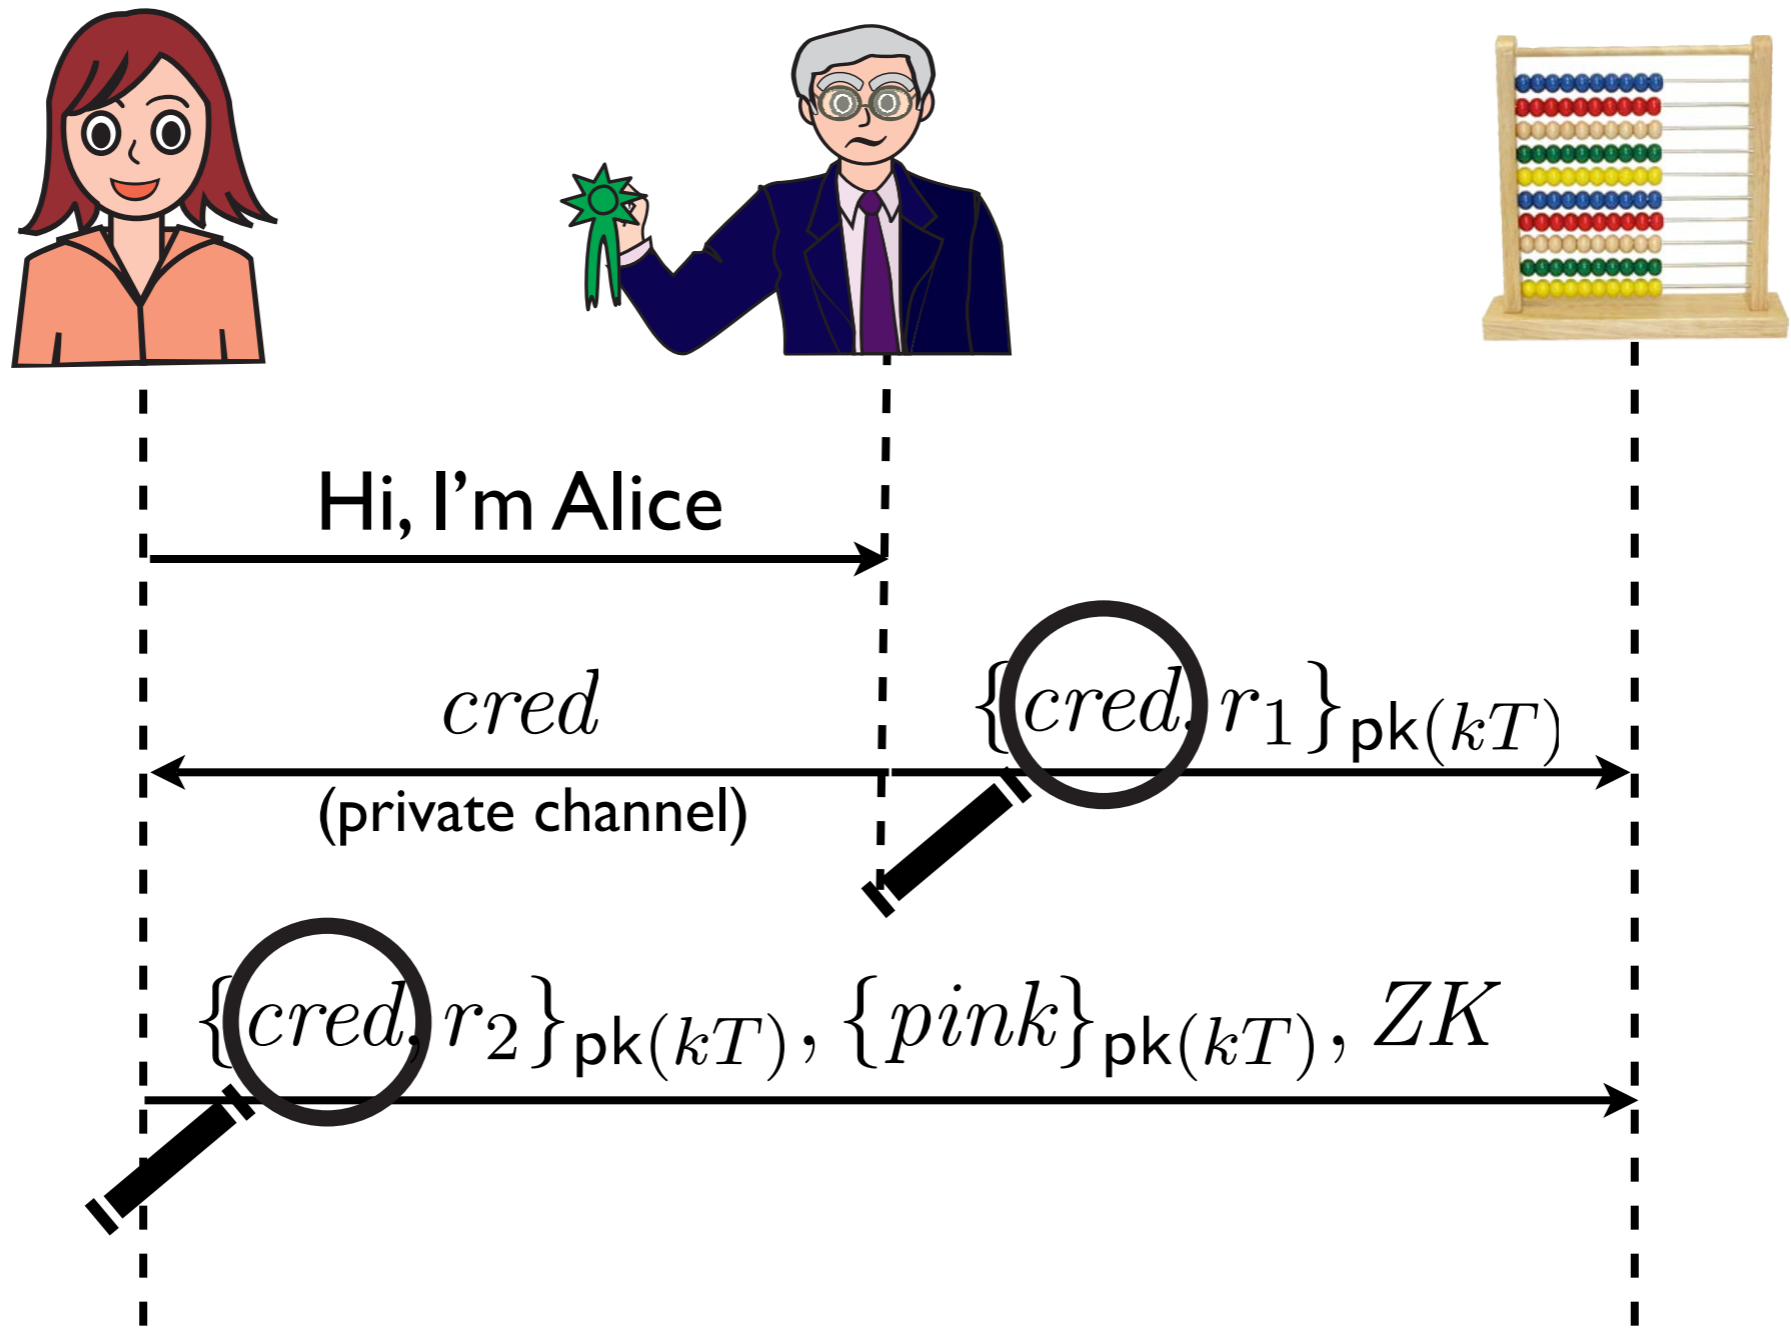 Hi, I'm Alice
cred
{cred, r₁}pk(kT)
(private channel)
{cred, r₂}pk(kT), {pink}pk(kT), ZK